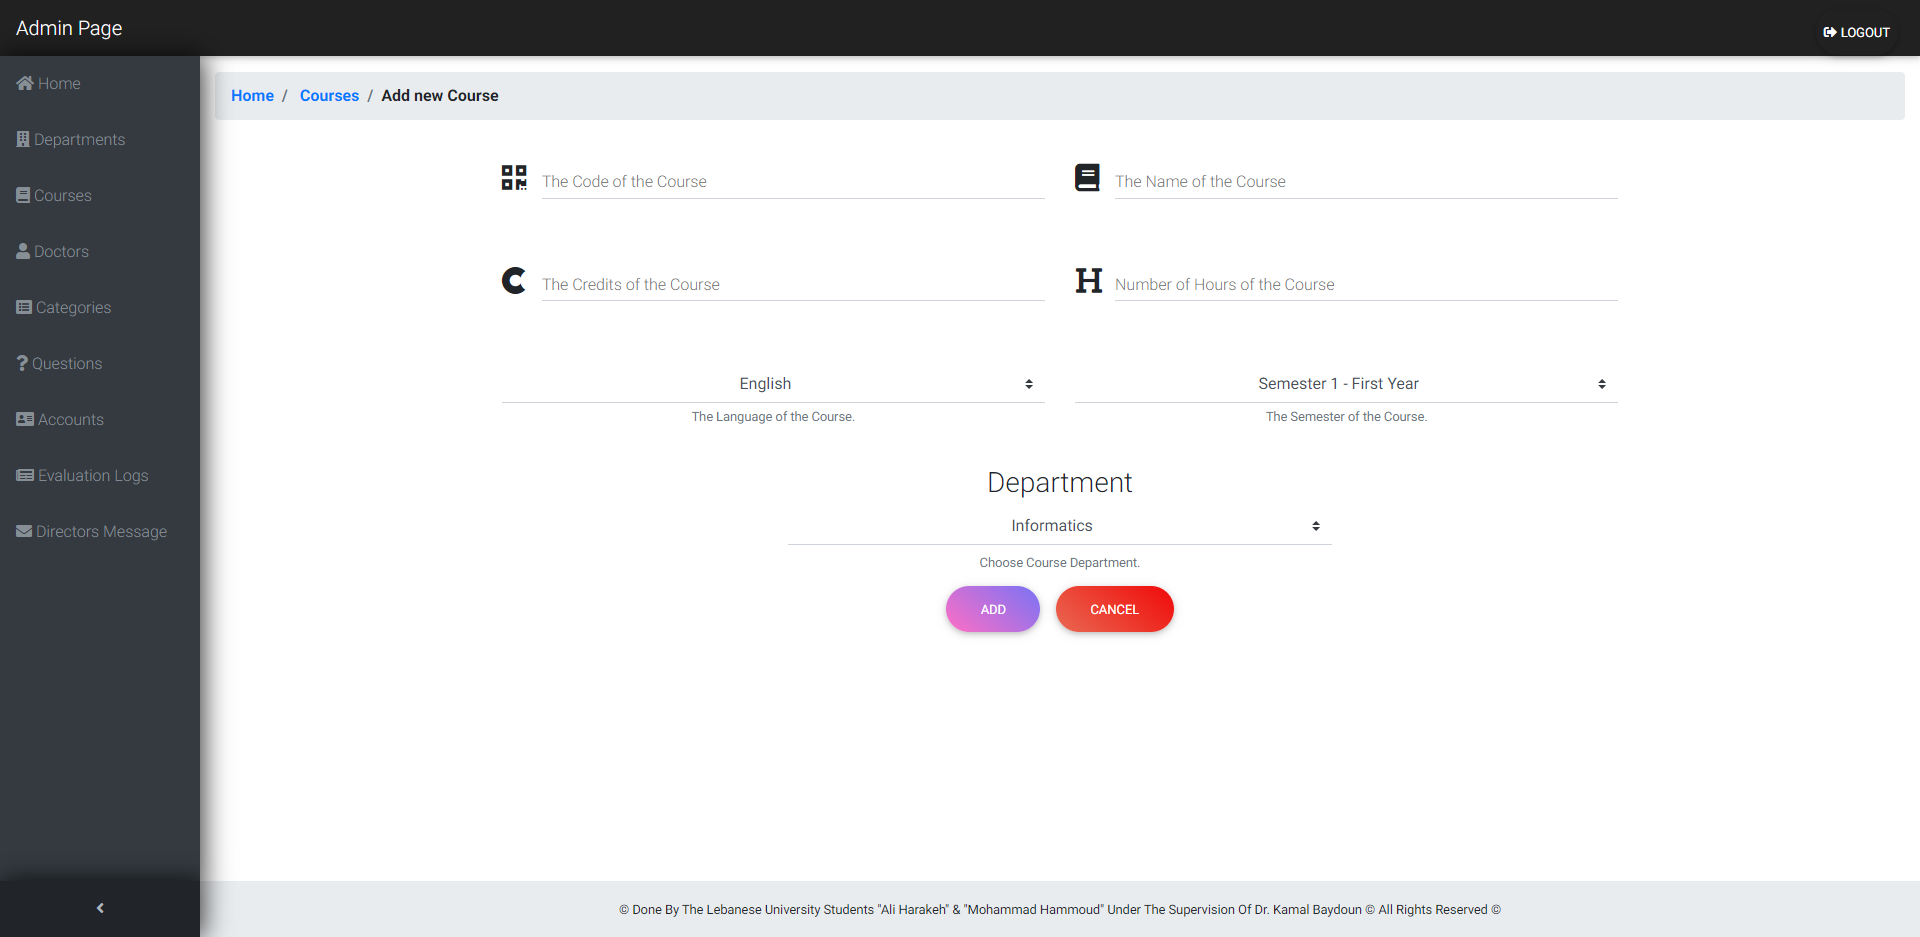 Admin Page
LOGOUT
Home
Departments
Courses
Doctors
Categories
Questions
Accounts
Evaluation Logs
Directors Message
Home / Courses / Add new Course
The Code of the Course
The Name of the Course
The Credits of the Course
Number of Hours of the Course
English
Semester 1 - First Year
The Language of the Course.
The Semester of the Course.
Department
Informatics
Choose Course Department.
ADD
CANCEL
© Done By The Lebanese University Students "Ali Harakeh" & "Mohammad Hammoud" Under The Supervision Of Dr. Kamal Baydoun © All Rights Reserved ©